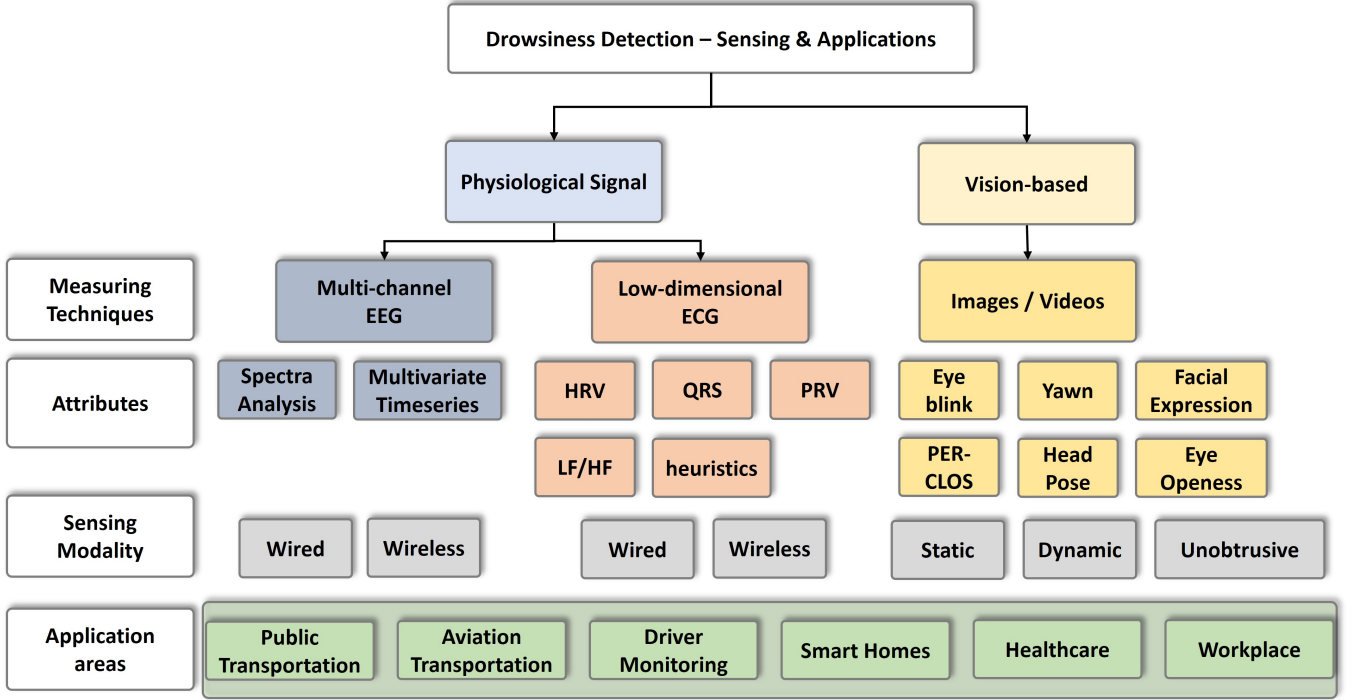 Drowsiness Detection – Sensing & Applications
Physiological Signal
Vision-based
Measuring
Techniques
Multi-channel
EEG
Low-dimensional
ECG
Images / Videos
Attributes
Spectra
Analysis
Multivariate
Timeseries
HRV
QRS
PRV
LF/HF
heuristics
Eye
blink
Yawn
Facial
Expression
PER-
CLOS
Head
Pose
Eye
Openess
Sensing
Modality
Wired
Wireless
Wired
Wireless
Static
Dynamic
Unobtrusive
Application
areas
Public
Transportation
Aviation
Transportation
Driver
Monitoring
Smart Homes
Healthcare
Workplace